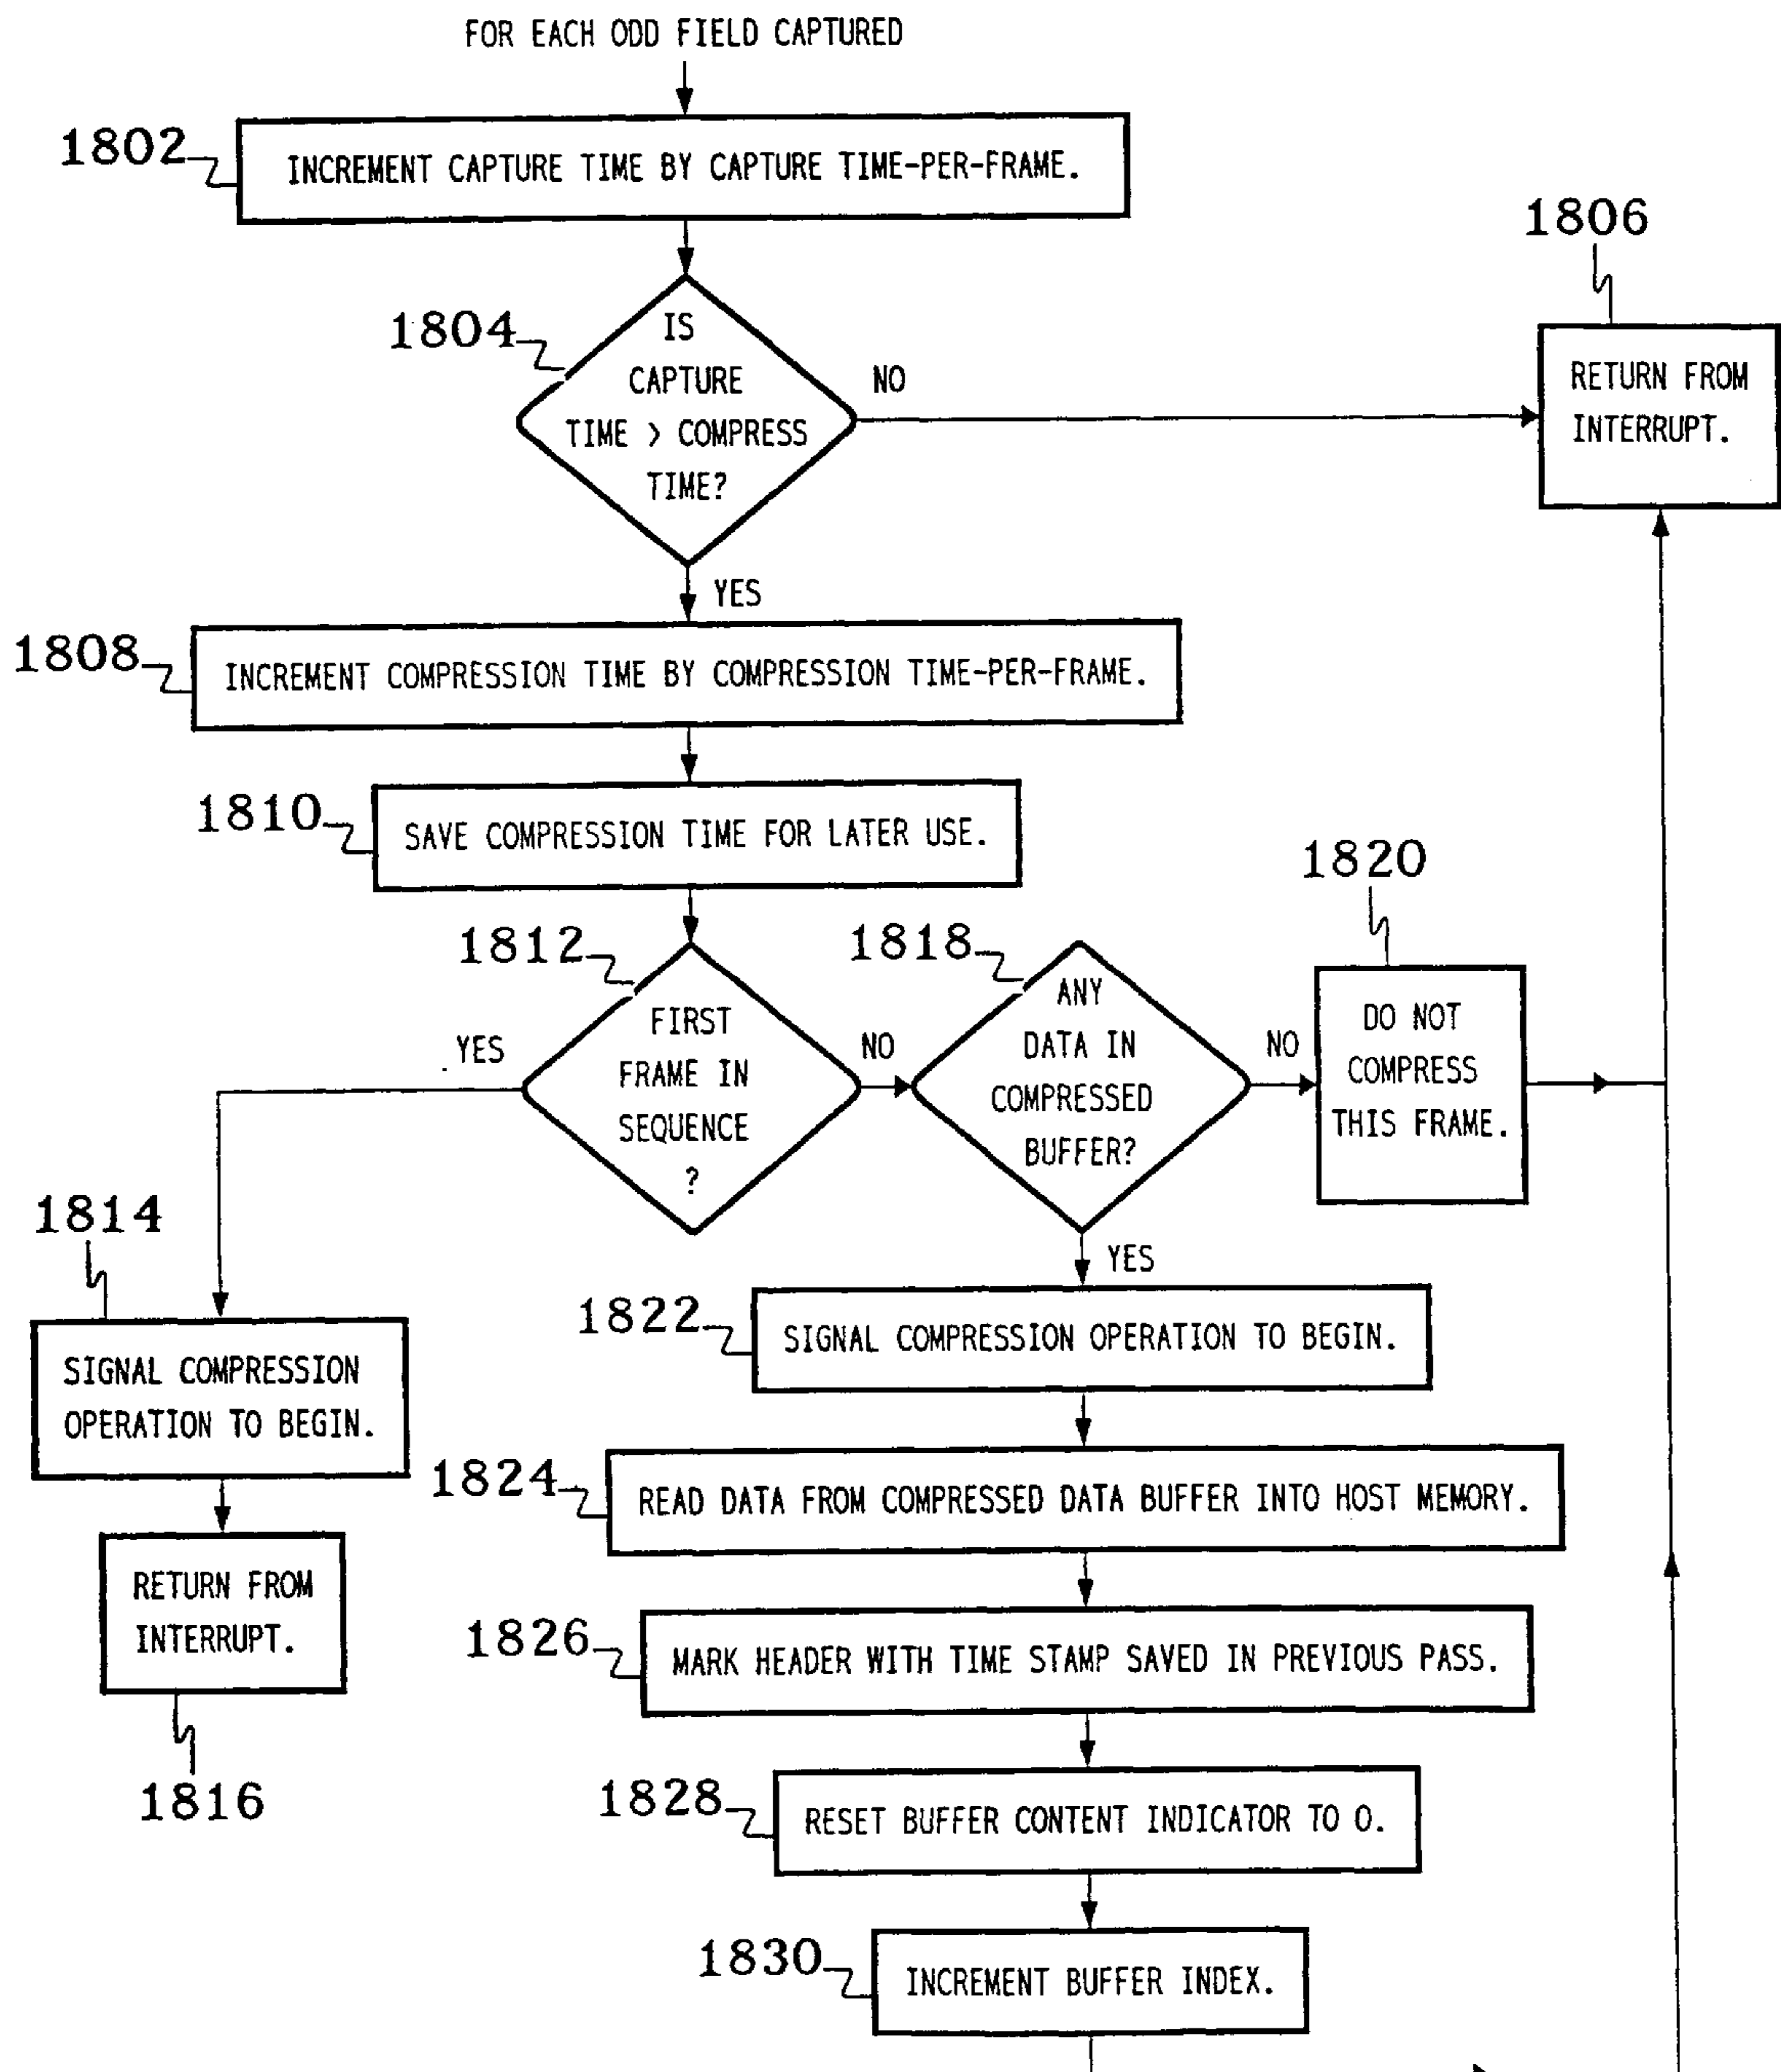 FOR EACH ODD FIELD CAPTURED
1802
INCREMENT CAPTURE TIME BY CAPTURE TIME-PER-FRAME.
1804
IS
CAPTURE
TIME > COMPRESS
TIME?
NO
1806
RETURN FROM
INTERRUPT.
YES
1808
INCREMENT COMPRESSION TIME BY COMPRESSION TIME-PER-FRAME.
1810
SAVE COMPRESSION TIME FOR LATER USE.
1812
FIRST
FRAME IN
SEQUENCE
?
YES
NO
1818
ANY
DATA IN
COMPRESSED
BUFFER?
NO
1820
DO NOT
COMPRESS
THIS FRAME.
1814
SIGNAL COMPRESSION
OPERATION TO BEGIN.
RETURN FROM
INTERRUPT.
1816
YES
1822
SIGNAL COMPRESSION OPERATION TO BEGIN.
1824
READ DATA FROM COMPRESSED DATA BUFFER INTO HOST MEMORY.
1826
MARK HEADER WITH TIME STAMP SAVED IN PREVIOUS PASS.
1828
RESET BUFFER CONTENT INDICATOR TO 0.
1830
INCREMENT BUFFER INDEX.